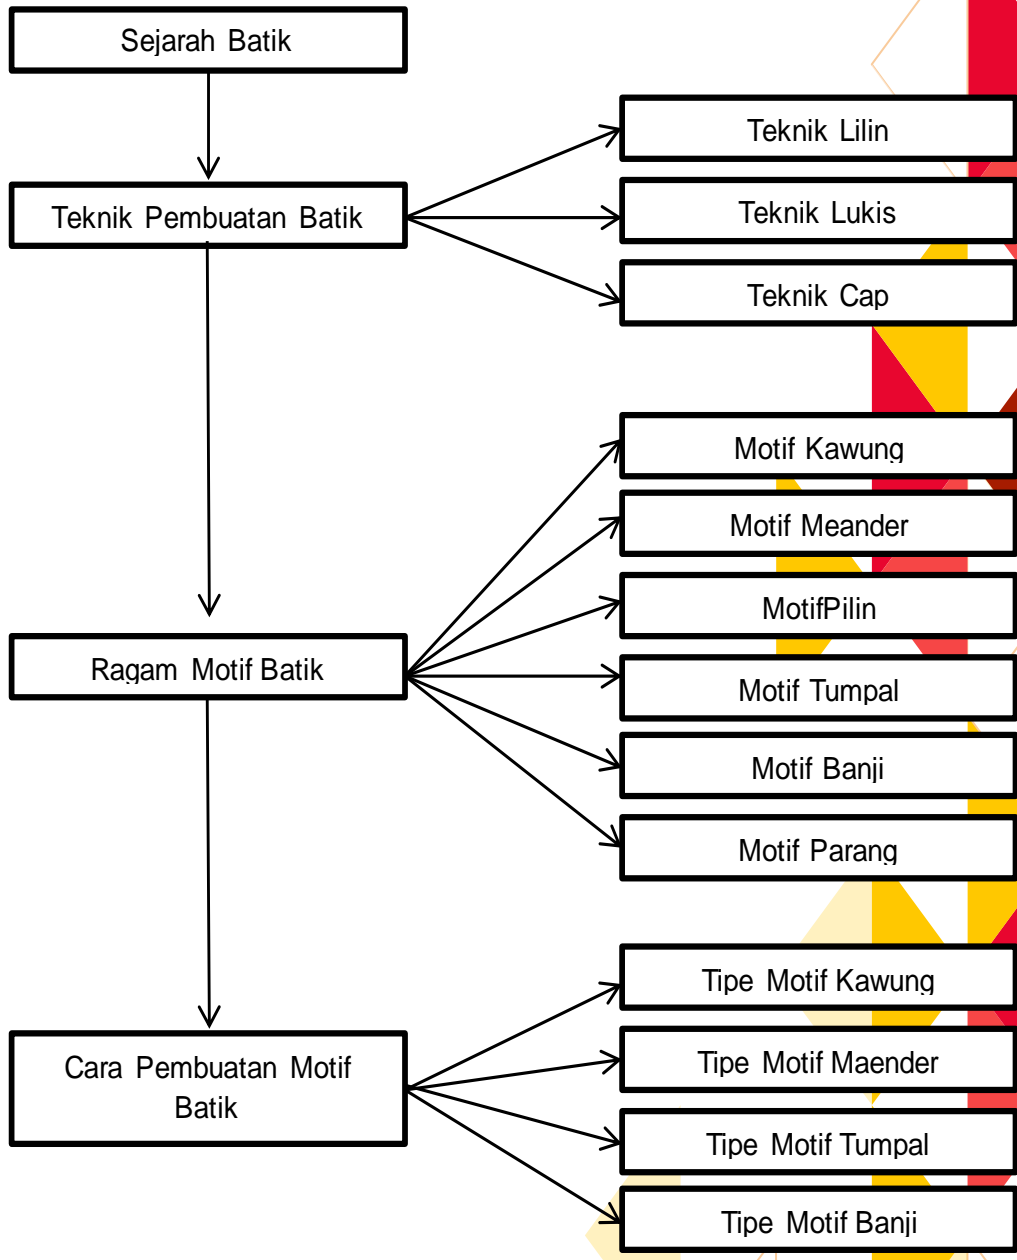 Sejarah Batik
Teknik Pembuatan Batik
Teknik Lilin
Teknik Lukis
Teknik Cap
Ragam Motif Batik
Motif Kawung
Motif Meander
MotifPilin
Motif Tumpal
Motif Banji
Motif Parang
Cara Pembuatan Motif
Batik
Tipe Motif Kawung
Tipe Motif Maender
Tipe Motif Tumpal
Tipe Motif Banji